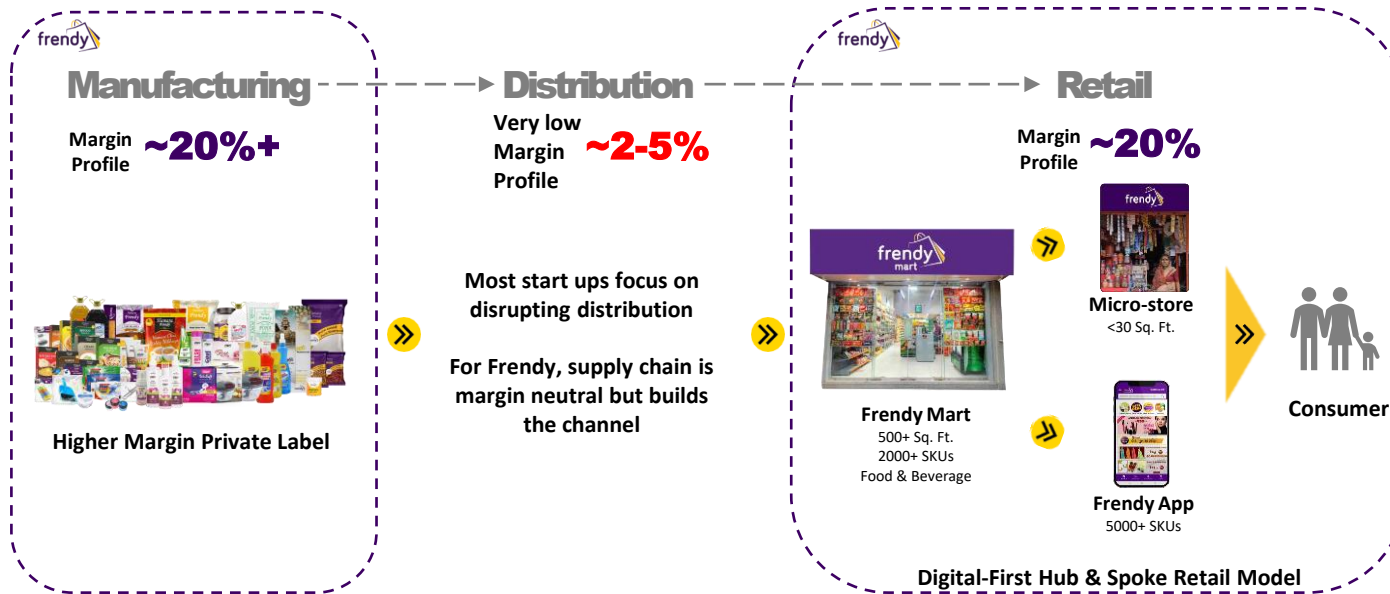 frendy
frendy
Manufacturing
Distribution
Retail
Margin
Profile
~20%+
Very low
Margin
Profile
~2-5%
Margin
Profile
~20%
frendy
frendy
mart
Most start ups focus on
disrupting distribution
For Frendy, supply chain is
margin neutral but builds
the channel
Micro-store
<30 Sq. Ft.
Higher Margin Private Label
Frendy Mart
500+ Sq. Ft.
2000+ SKUs
Food & Beverage
Consumer
Frendy App
5000+ SKUs
Digital-First Hub & Spoke Retail Model